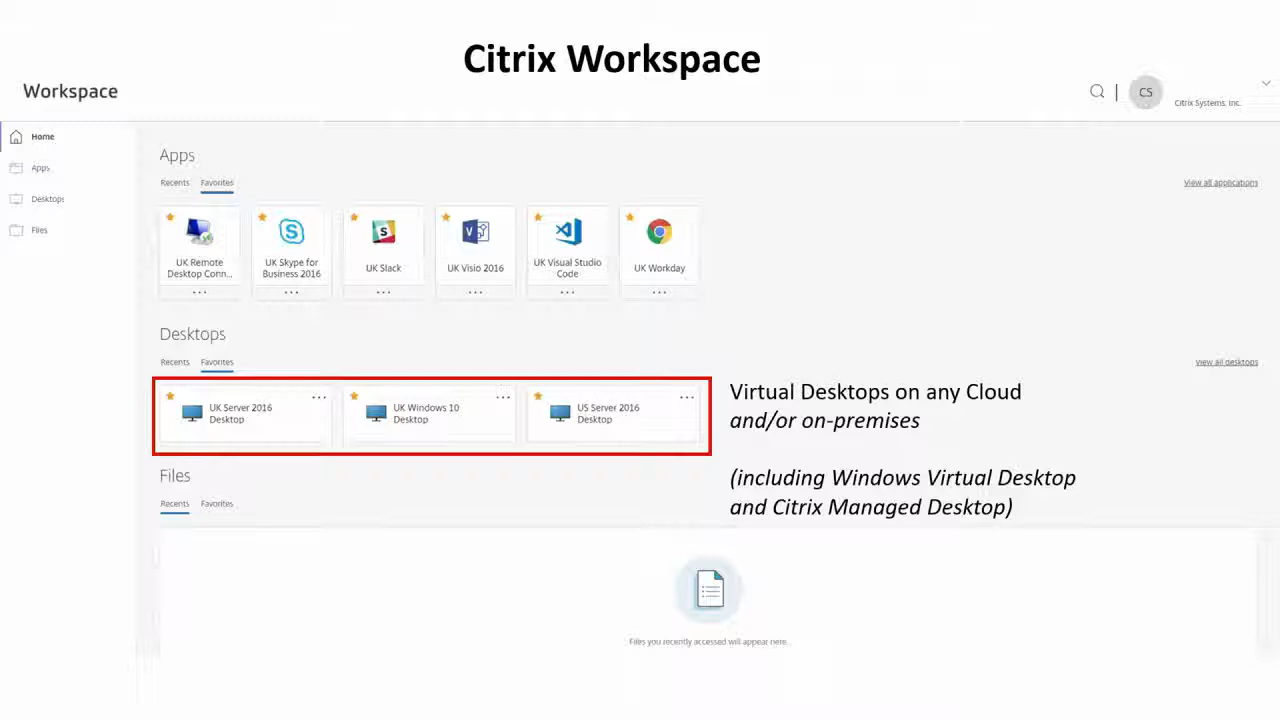 Citrix Workspace
Workspace
CS
Citrix Systems, Inc.
Home
Apps
Desktops
Files
Apps
Recents Favorites
View all applications
UK Remote
Desktop Conn...
UK Skype for
Business 2016
UK Slack
UK Visio 2016
UK Visual Studio
Code
UK Workday
Desktops
Recents Favorites
View all desktops
UK Server 2016
Desktop
UK Windows 10
Desktop
US Server 2016
Desktop
Virtual Desktops on any Cloud
and/or on-premises
(including Windows Virtual Desktop
and Citrix Managed Desktop)
Files
Recents Favorites
Files you recently accessed will appear here.